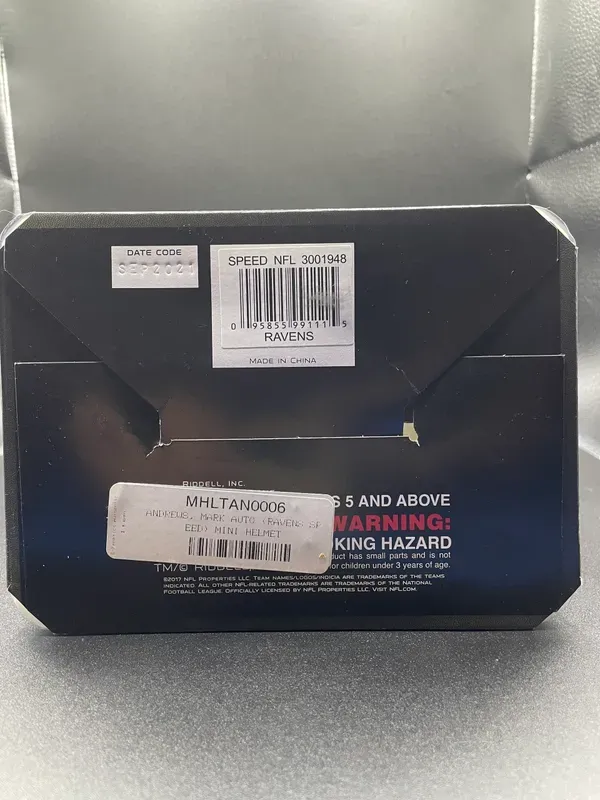 DATE CODE
SEP2021
SPEED NFL 3001948
0 95855 99111 5
RAVENS
MADE IN CHINA
RIDDELL, INC.
MHLTAN0006
ANDREWS, MARK AUTO (RAVENS SP
EED) MINI HELMET
S 5 AND ABOVE
WARNING:
KING HAZARD
duct has small parts and is not
for children under 3 years of age.
TM/© RIDDELL,
©2017 NFL PROPERTIES LLC. TEAM NAMES/LOGOS/INDICIA ARE TRADEMARKS OF THE TEAMS
INDICATED. ALL OTHER NFL-RELATED TRADEMARKS ARE TRADEMARKS OF THE NATIONAL
FOOTBALL LEAGUE. OFFICIALLY LICENSED BY NFL PROPERTIES LLC. VISIT NFL.COM.